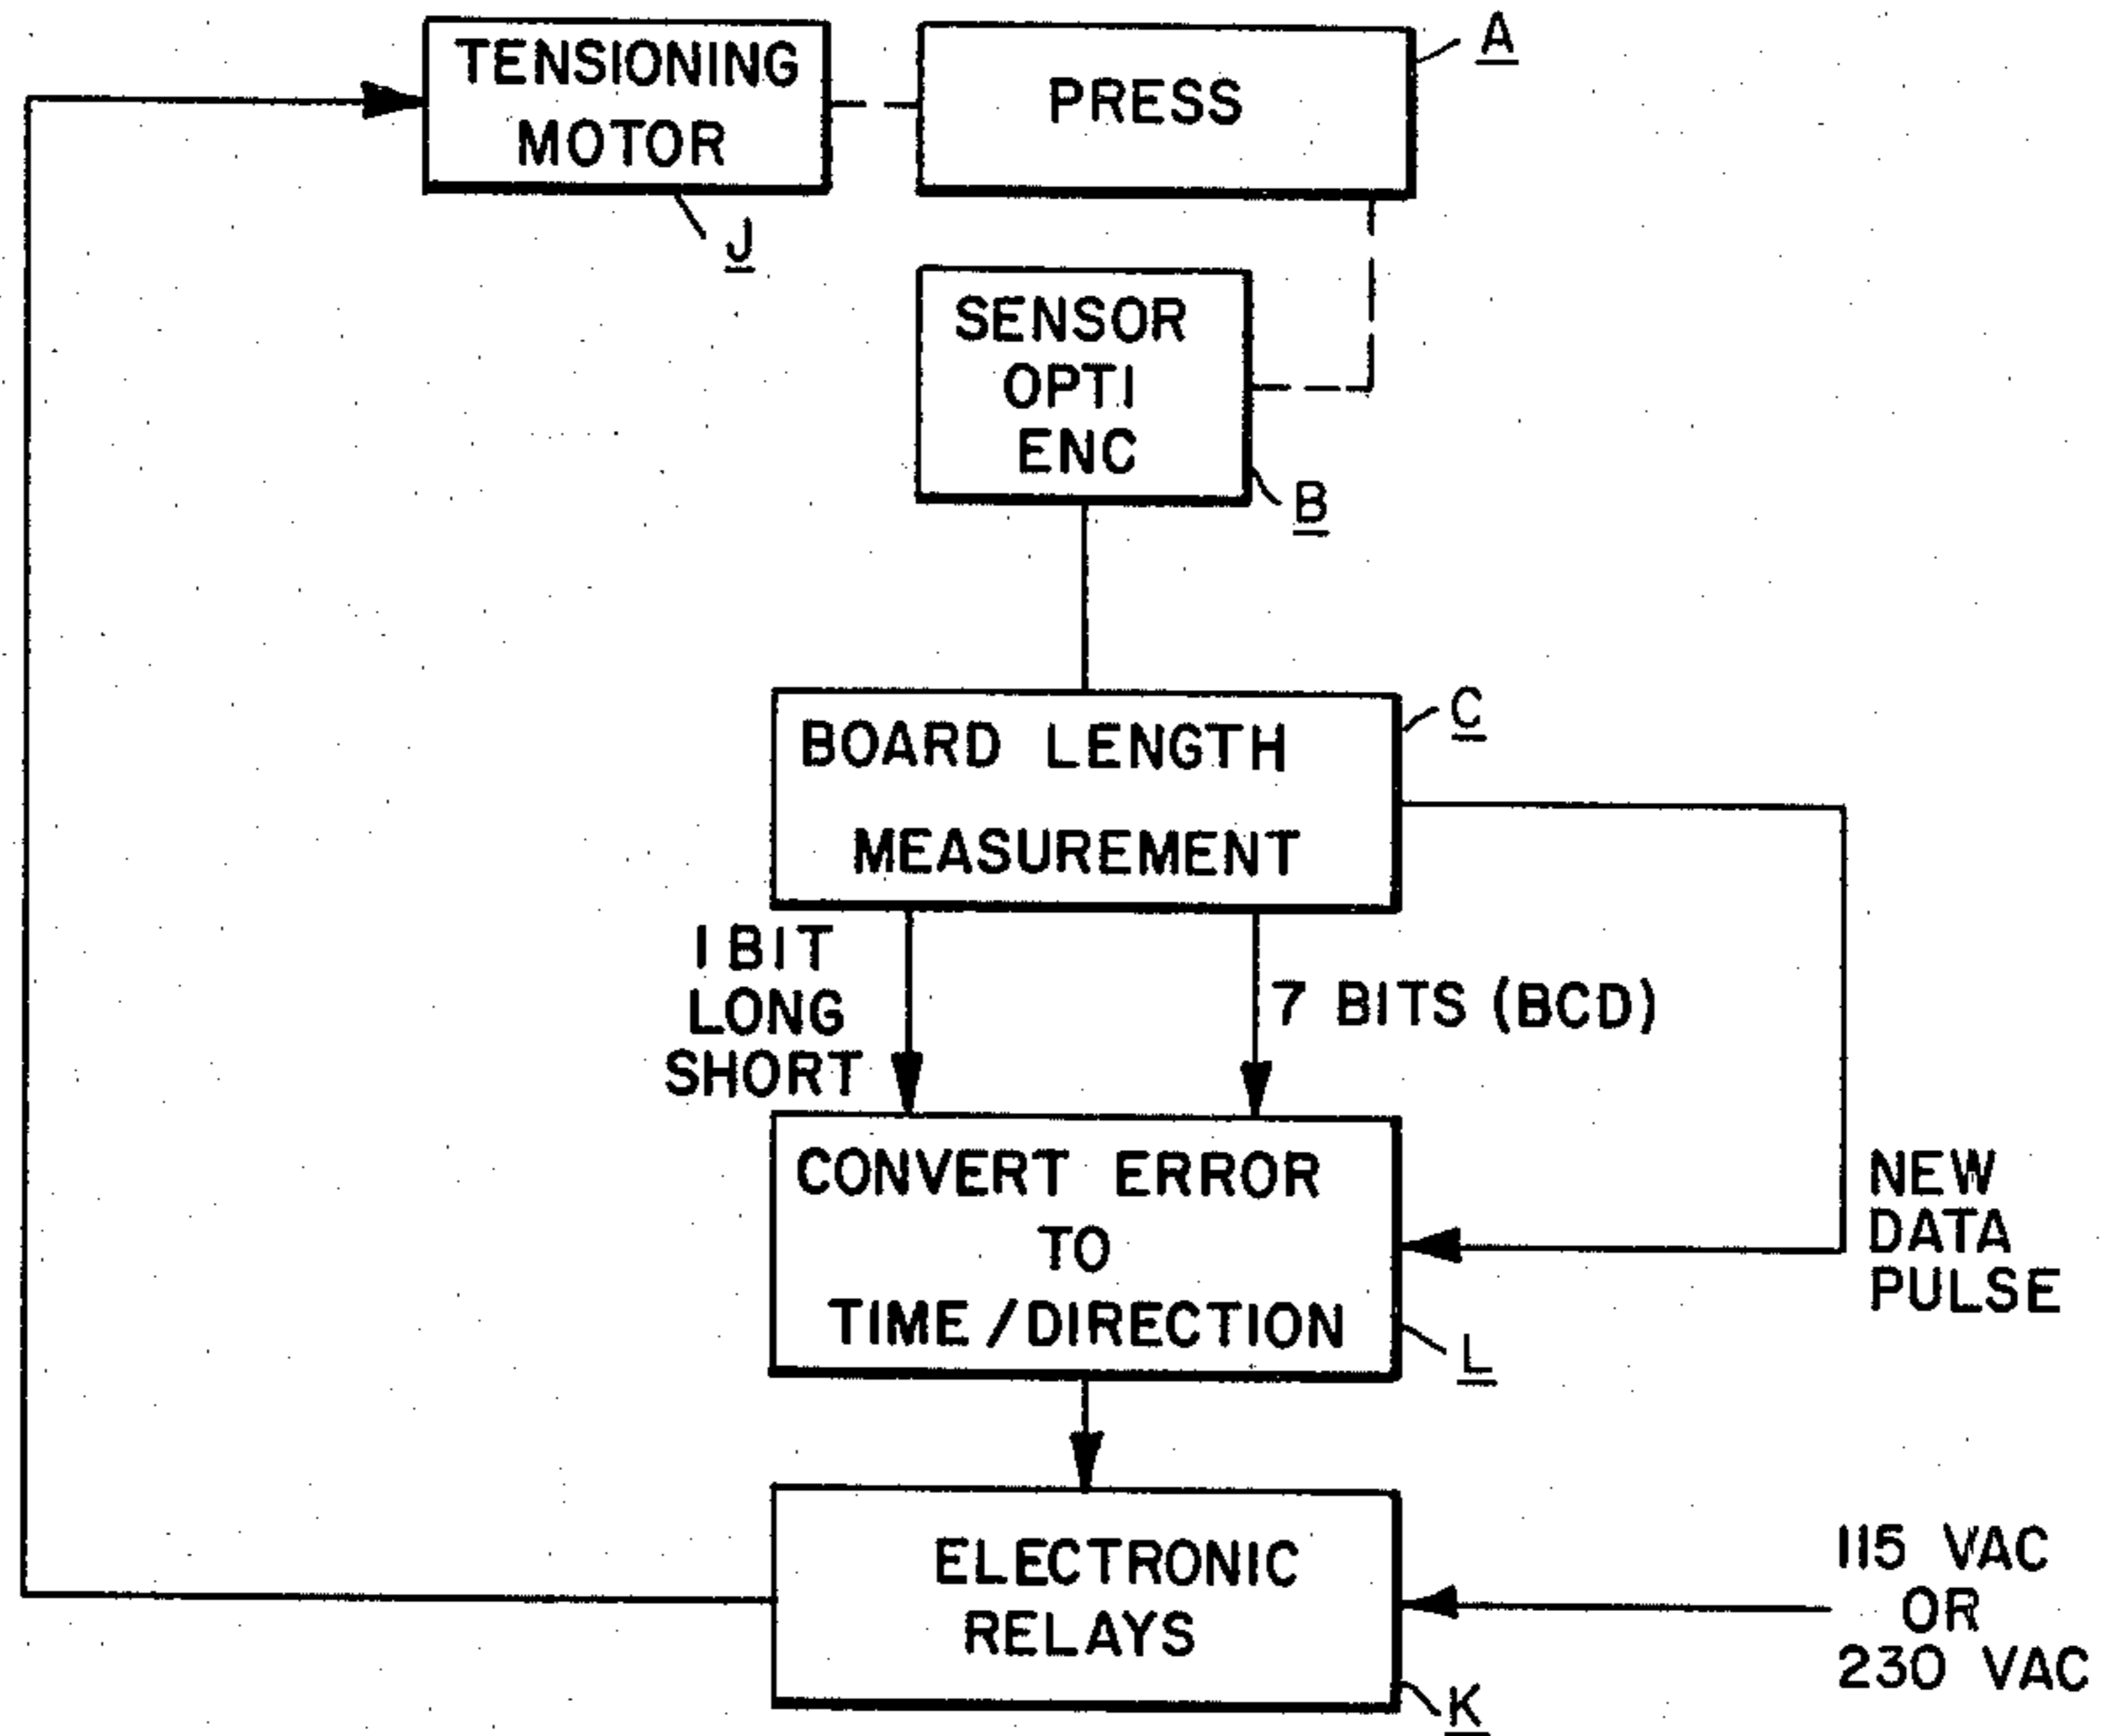 TENSIONING
MOTOR
J
PRESS
A
SENSOR
OPTI
ENC
B
BOARD LENGTH
MEASUREMENT
C
1 BIT
LONG
SHORT
7 BITS (BCD)
CONVERT ERROR
TO
TIME/DIRECTION
L
NEW
DATA
PULSE
ELECTRONIC
RELAYS
K
115 VAC
OR
230 VAC